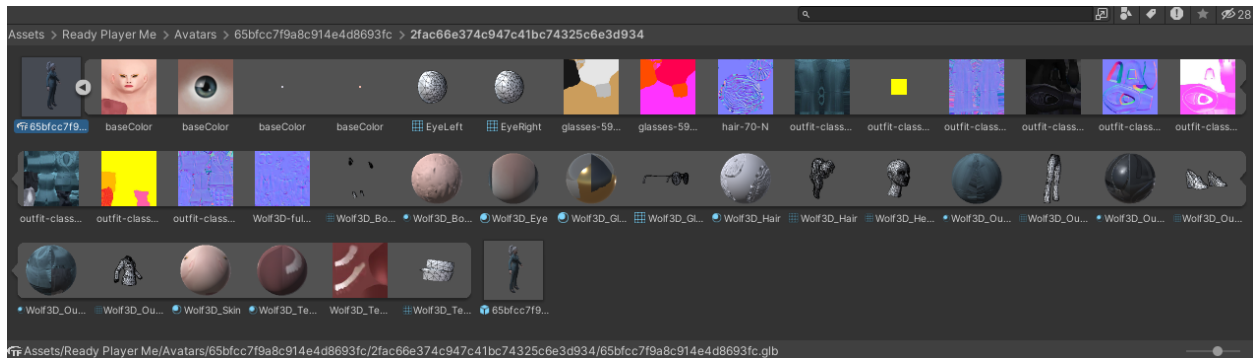 28
Assets > Ready Player Me > Avatars > 65bfcc7f9a8c914e4d8693fc > 2fac66e374c947c41bc74325c6e3d934
65bfcc7f9... baseColor baseColor baseColor baseColor EyeLeft EyeRight glasses-59... glasses-59... hair-70-N outfit-class... outfit-class... outfit-class... outfit-class... outfit-class... outfit-class...
outfit-class... outfit-class... outfit-class... Wolf3D-ful... Wolf3D_Bo... Wolf3D_Bo... Wolf3D_Eye Wolf3D_Gl... Wolf3D_Gl... Wolf3D_Hair Wolf3D_Hair Wolf3D_He... Wolf3D_Ou... Wolf3D_Ou... Wolf3D_Ou... Wolf3D_Ou...
Wolf3D_Ou... Wolf3D_Ou... Wolf3D_Skin Wolf3D_Te... Wolf3D_Te... Wolf3D_Te... 65bfcc7f9...
Assets/Ready Player Me/Avatars/65bfcc7f9a8c914e4d8693fc/2fac66e374c947c41bc74325c6e3d934/65bfcc7f9a8c914e4d8693fc.glb